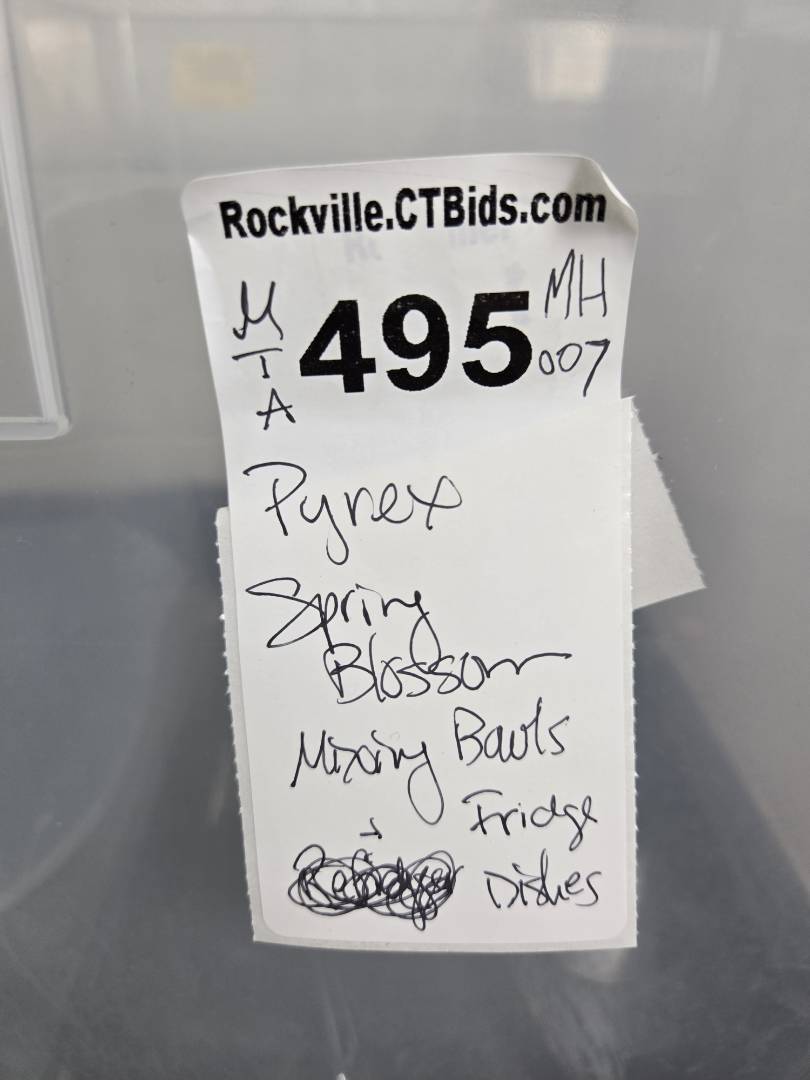 Rockville.CTBids.com
M
T
A
495
MH
007
Pyrex
Spring
Blossom
Mixing Bowls
Fridge
Dishes